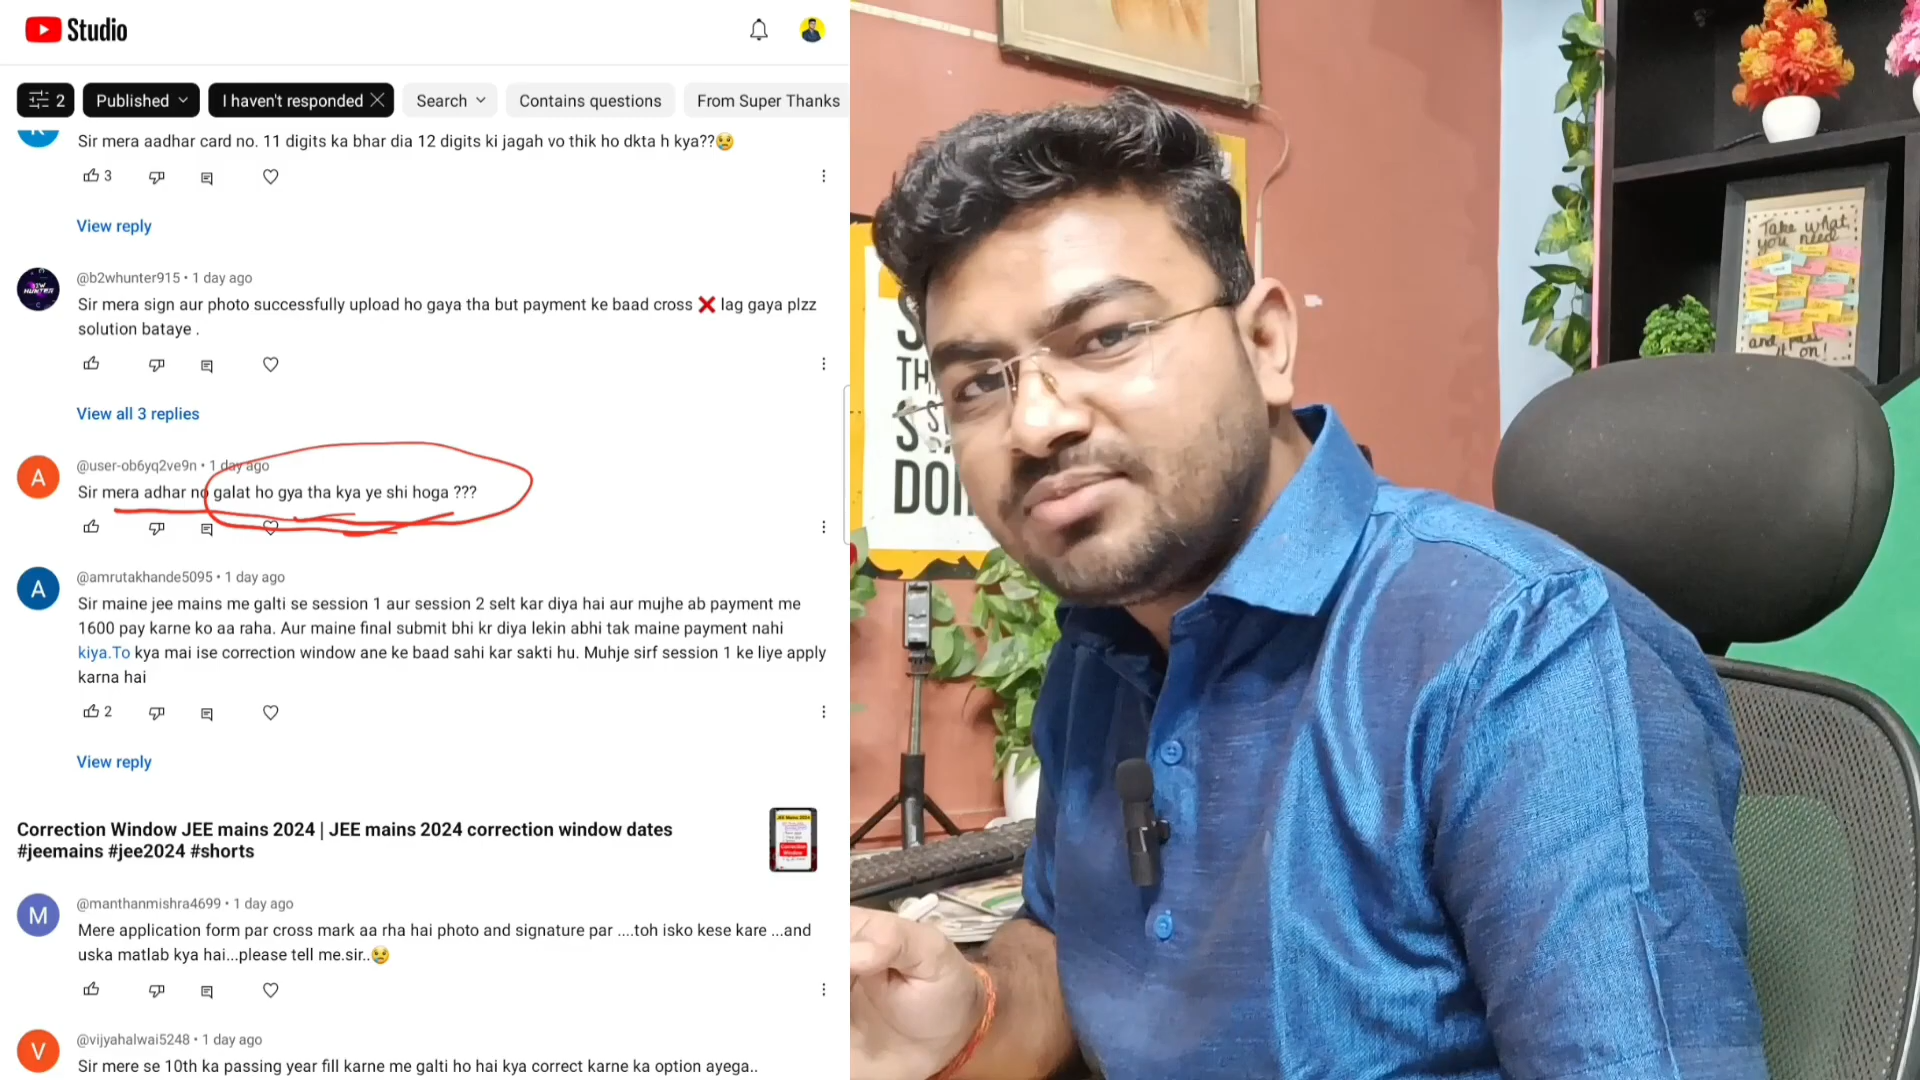 Studio
2
Published
I haven't responded
Search
Contains questions
From Super Thanks
Sir mera aadhar card no. 11 digits ka bhar dia 12 digits ki jagah vo thik ho dkta h kya??😢
3
View reply
@b2whunter915 • 1 day ago
Sir mera sign aur photo successfully upload ho gaya tha but payment ke baad cross ❌ lag gaya plzz
solution bataye .
View all 3 replies
A
@user-ob6yq2ve9n • 1 day ago
Sir mera adhar no galat ho gya tha kya ye shi hoga ???
A
@amrutakhande5095 • 1 day ago
Sir maine jee mains me galti se session 1 aur session 2 selt kar diya hai aur mujhe ab payment me
1600 pay karne ko aa raha. Aur maine final submit bhi kr diya lekin abhi tak maine payment nahi
kiya.To kya mai ise correction window ane ke baad sahi kar sakti hu. Muhje sirf session 1 ke liye apply
karna hai
2
View reply
Correction Window JEE mains 2024 | JEE mains 2024 correction window dates
#jeemains #jee2024 #shorts
M
@manthanmishra4699 • 1 day ago
Mere application form par cross mark aa rha hai photo and signature par ....toh isko kese kare ...and
uska matlab kya hai...please tell me.sir..😢
V
@vijyahalwai5248 • 1 day ago
Sir mere se 10th ka passing year fill karne me galti ho hai kya correct karne ka option ayega..
Take what
you need
and
it on!